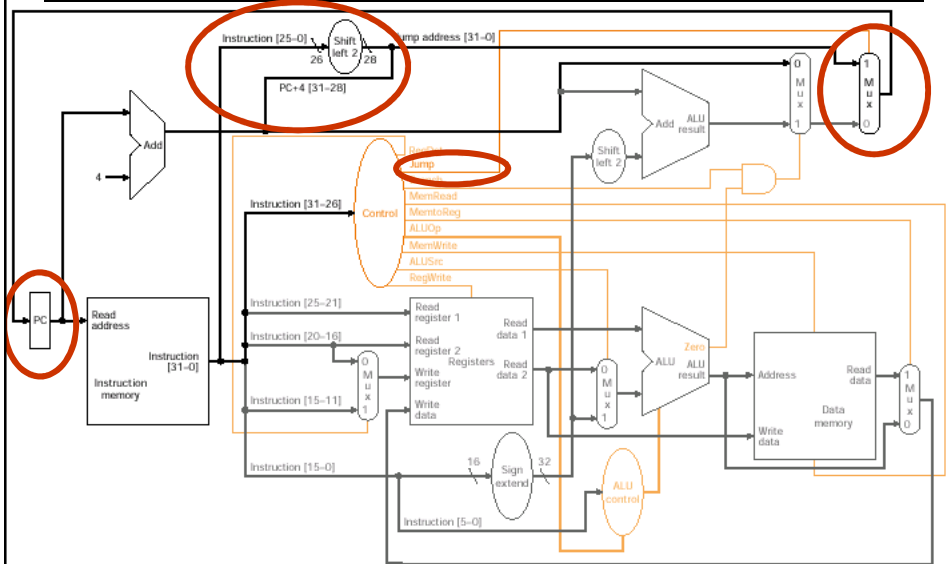 Instruction [25–0]
Shift
left 2
Jump address [31–0]
26
28
PC+4 [31–28]
Add
4
0
M
u
x
1
1
M
u
x
0
Add
ALU
result
Shift
left 2
RegDst
Jump
Branch
MemRead
MemtoReg
ALUOp
MemWrite
ALUSrc
RegWrite
Control
Instruction [31–26]
PC
Read
address
Instruction
[31–0]
Instruction
memory
Instruction [25–21]
Instruction [20–16]
Instruction [15–11]
0
M
u
x
1
Read
register 1
Read
register 2
Write
register
Write
data
Registers
Read
data 1
Read
data 2
0
M
u
x
1
Zero
ALU
ALU
result
Address
Write
data
Read
data
Data
memory
1
M
u
x
0
Instruction [15–0]
16
Sign
extend
32
ALU
control
Instruction [5–0]